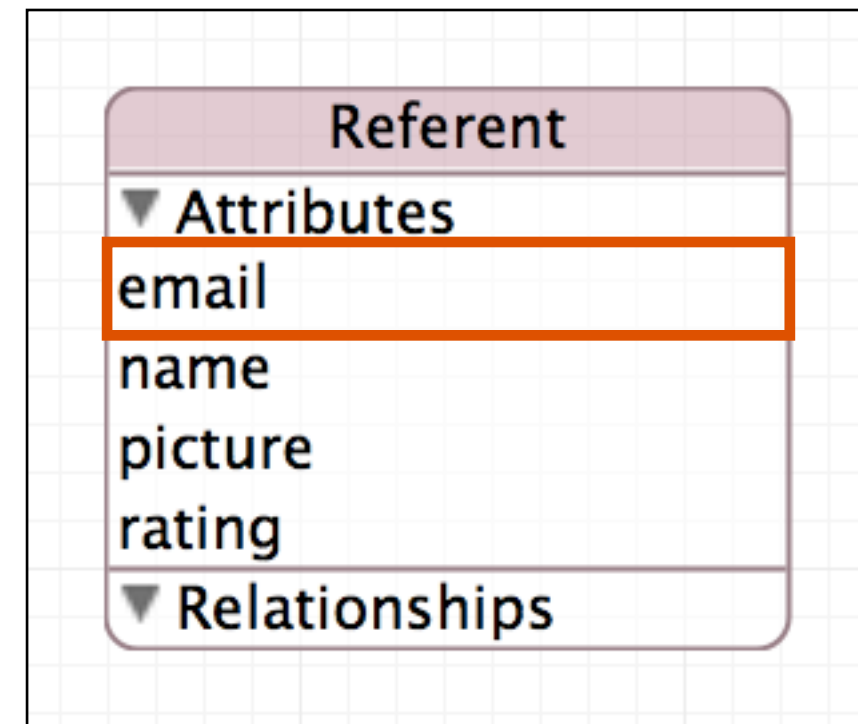 Referent
Attributes
email
name
picture
rating
Relationships